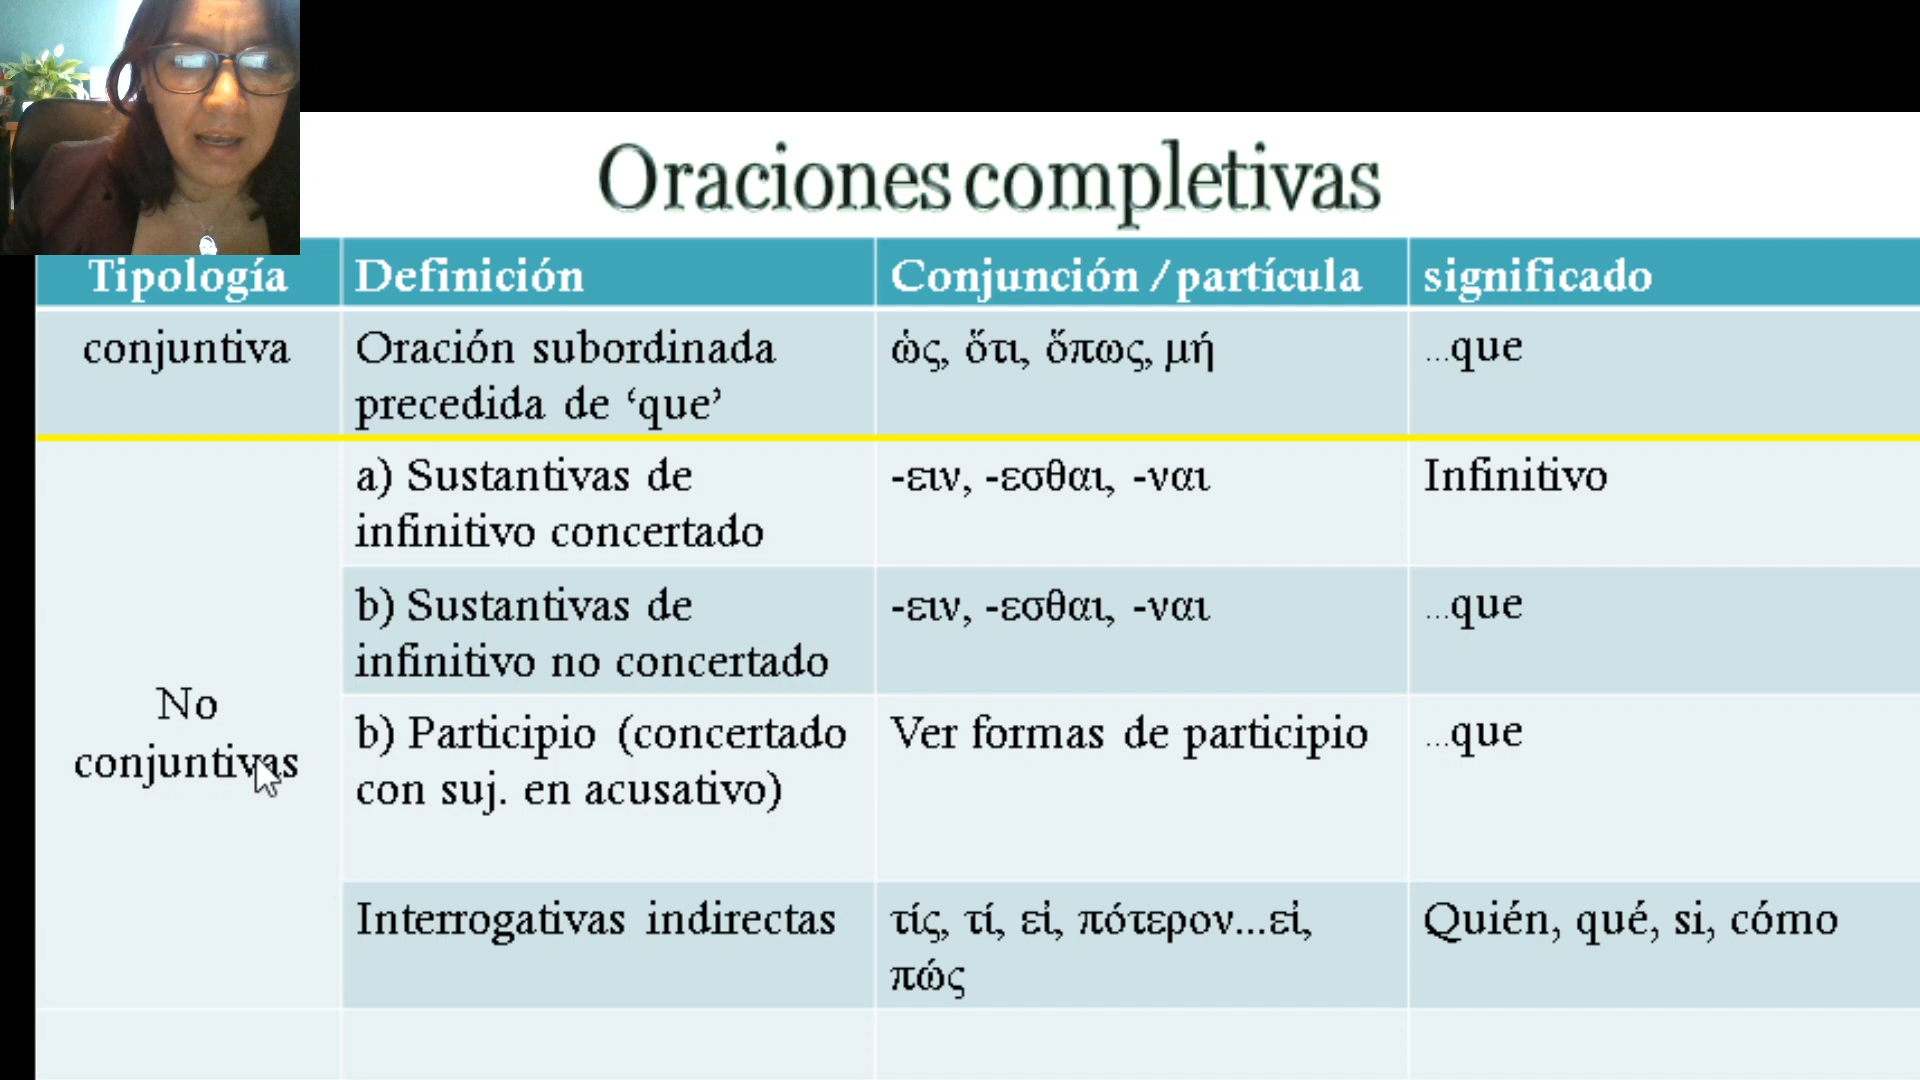 Oraciones completivas
Tipología
Definición
Conjunción / partícula
significado
conjuntiva
Oración subordinada
precedida de ‘que’
ὡς, ὅτι, ὅπως, μή
...que
No
conjuntivas
a) Sustantivas de
infinitivo concertado
-ειν, -εσθαι, -ναι
Infinitivo
b) Sustantivas de
infinitivo no concertado
-ειν, -εσθαι, -ναι
...que
b) Participio (concertado
con suj. en acusativo)
Ver formas de participio
...que
Interrogativas indirectas
τίς, τί, εἰ, πότερον...εἰ,
πώς
Quién, qué, si, cómo